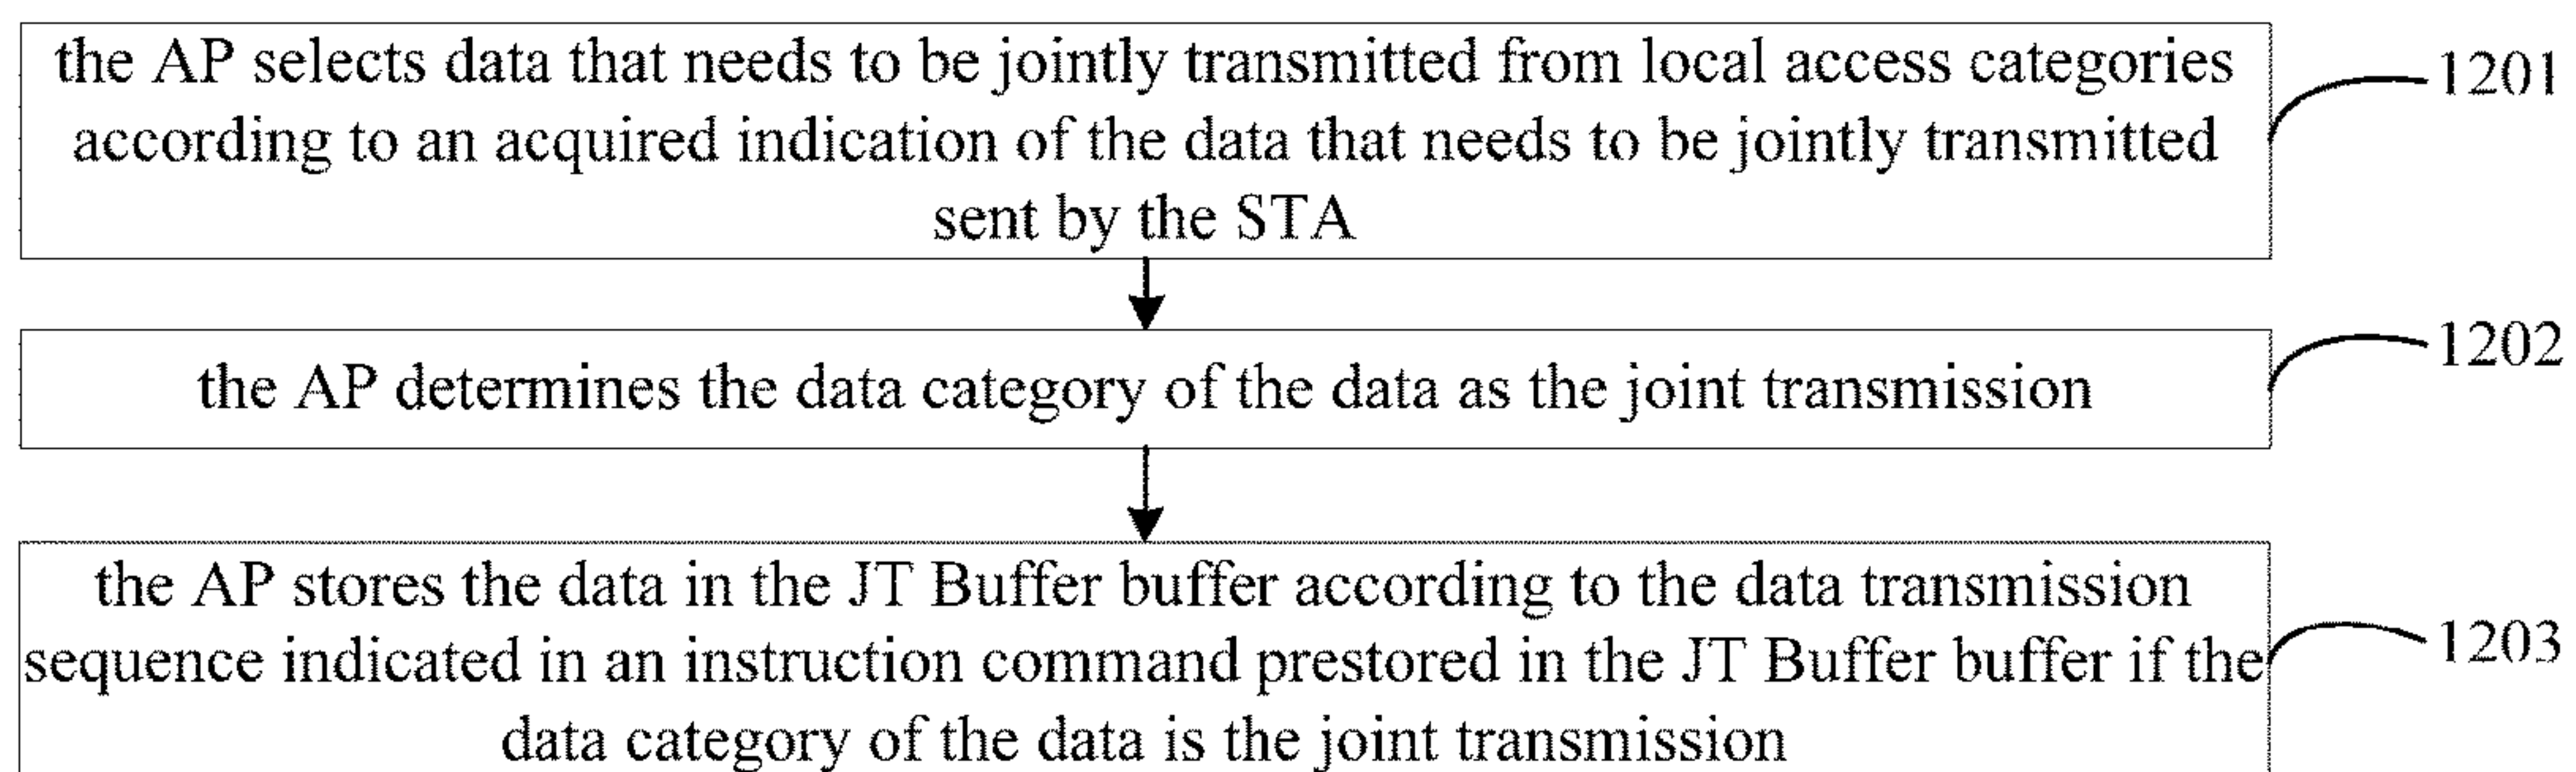 the AP selects data that needs to be jointly transmitted from local access categories
according to an acquired indication of the data that needs to be jointly transmitted
sent by the STA
1201
the AP determines the data category of the data as the joint transmission
1202
the AP stores the data in the JT Buffer buffer according to the data transmission
sequence indicated in an instruction command prestored in the JT Buffer buffer if the
data category of the data is the joint transmission
1203